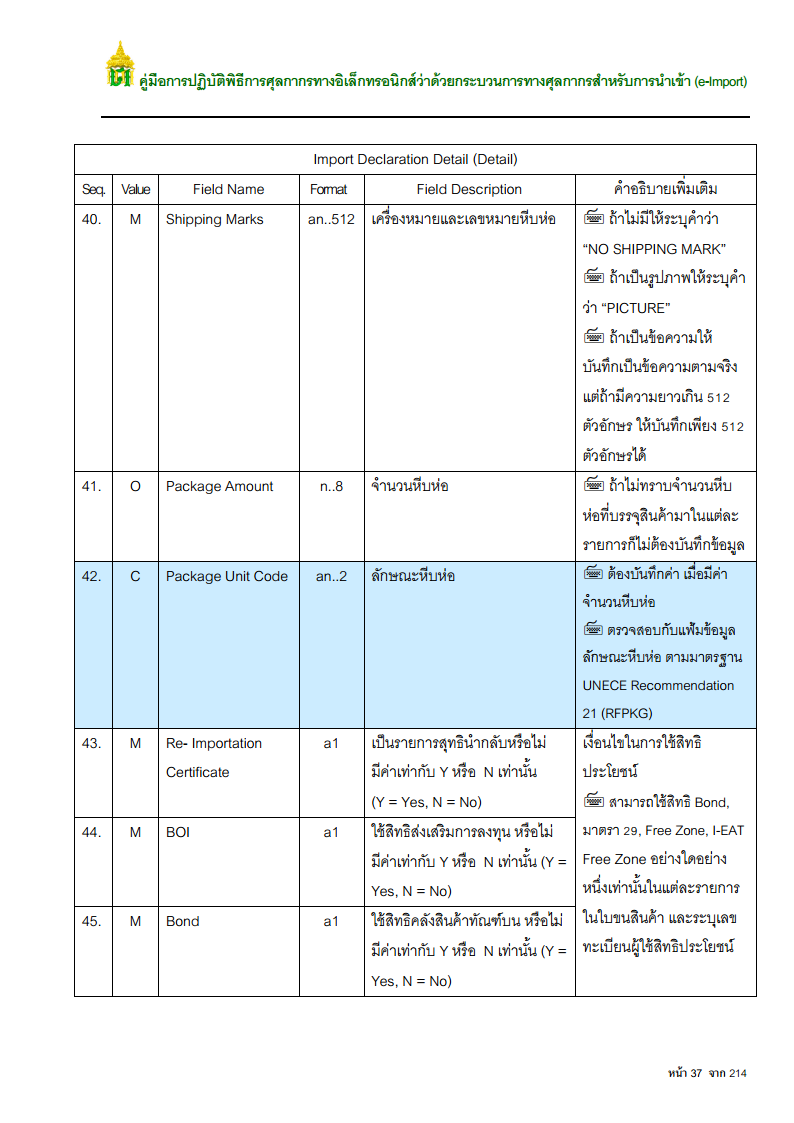 คู่มือการปฏิบัติพิธีการศุลกากรทางอิเล็กทรอนิกส์ว่าด้วยกระบวนการทางศุลกากรสำหรับการนำเข้า (e-Import)
Import Declaration Detail (Detail)
Seq. Value Field Name Format Field Description คำอธิบายเพิ่มเติม
40. M Shipping Marks an..512 เครื่องหมายและเลขหมายหีบห่อ ถ้าไม่มีให้ระบุคำว่า
“NO SHIPPING MARK”
ถ้าเป็นรูปภาพให้ระบุคำ
ว่า “PICTURE”
ถ้าเป็นข้อความให้
บันทึกเป็นข้อความตามจริง
แต่ถ้ามีความยาวเกิน 512
ตัวอักษร ให้บันทึกเพียง 512
ตัวอักษรได้
41. O Package Amount n..8 จำนวนหีบห่อ ถ้าไม่ทราบจำนวนหีบ
ห่อที่บรรจุสินค้ามาในแต่ละ
รายการก็ไม่ต้องบันทึกข้อมูล
42. C Package Unit Code an..2 ลักษณะหีบห่อ ต้องบันทึกค่า เมื่อมีค่า
จำนวนหีบห่อ
ตรวจสอบกับแฟ้มข้อมูล
ลักษณะหีบห่อ ตามมาตรฐาน
UNECE Recommendation
21 (RFPKG)
43. M Re- Importation a1 เป็นรายการสุทธินำกลับหรือไม่
Certificate มีค่าเท่ากับ Y หรือ N เท่านั้น
(Y = Yes, N = No)
44. M BOI a1 ใช้สิทธิส่งเสริมการลงทุน หรือไม่
มีค่าเท่ากับ Y หรือ N เท่านั้น (Y =
Yes, N = No)
45. M Bond a1 ใช้สิทธิคลังสินค้าทัณฑ์บน หรือไม่
มีค่าเท่ากับ Y หรือ N เท่านั้น (Y =
Yes, N = No)
เงื่อนไขในการใช้สิทธิ
ประโยชน์
สามารถใช้สิทธิ Bond,
มาตรา 29, Free Zone, I-EAT
Free Zone อย่างใดอย่าง
หนึ่งเท่านั้นในแต่ละรายการ
ในใบขนสินค้า และระบุเลข
ทะเบียนผู้ใช้สิทธิประโยชน์
หน้า 37 จาก 214